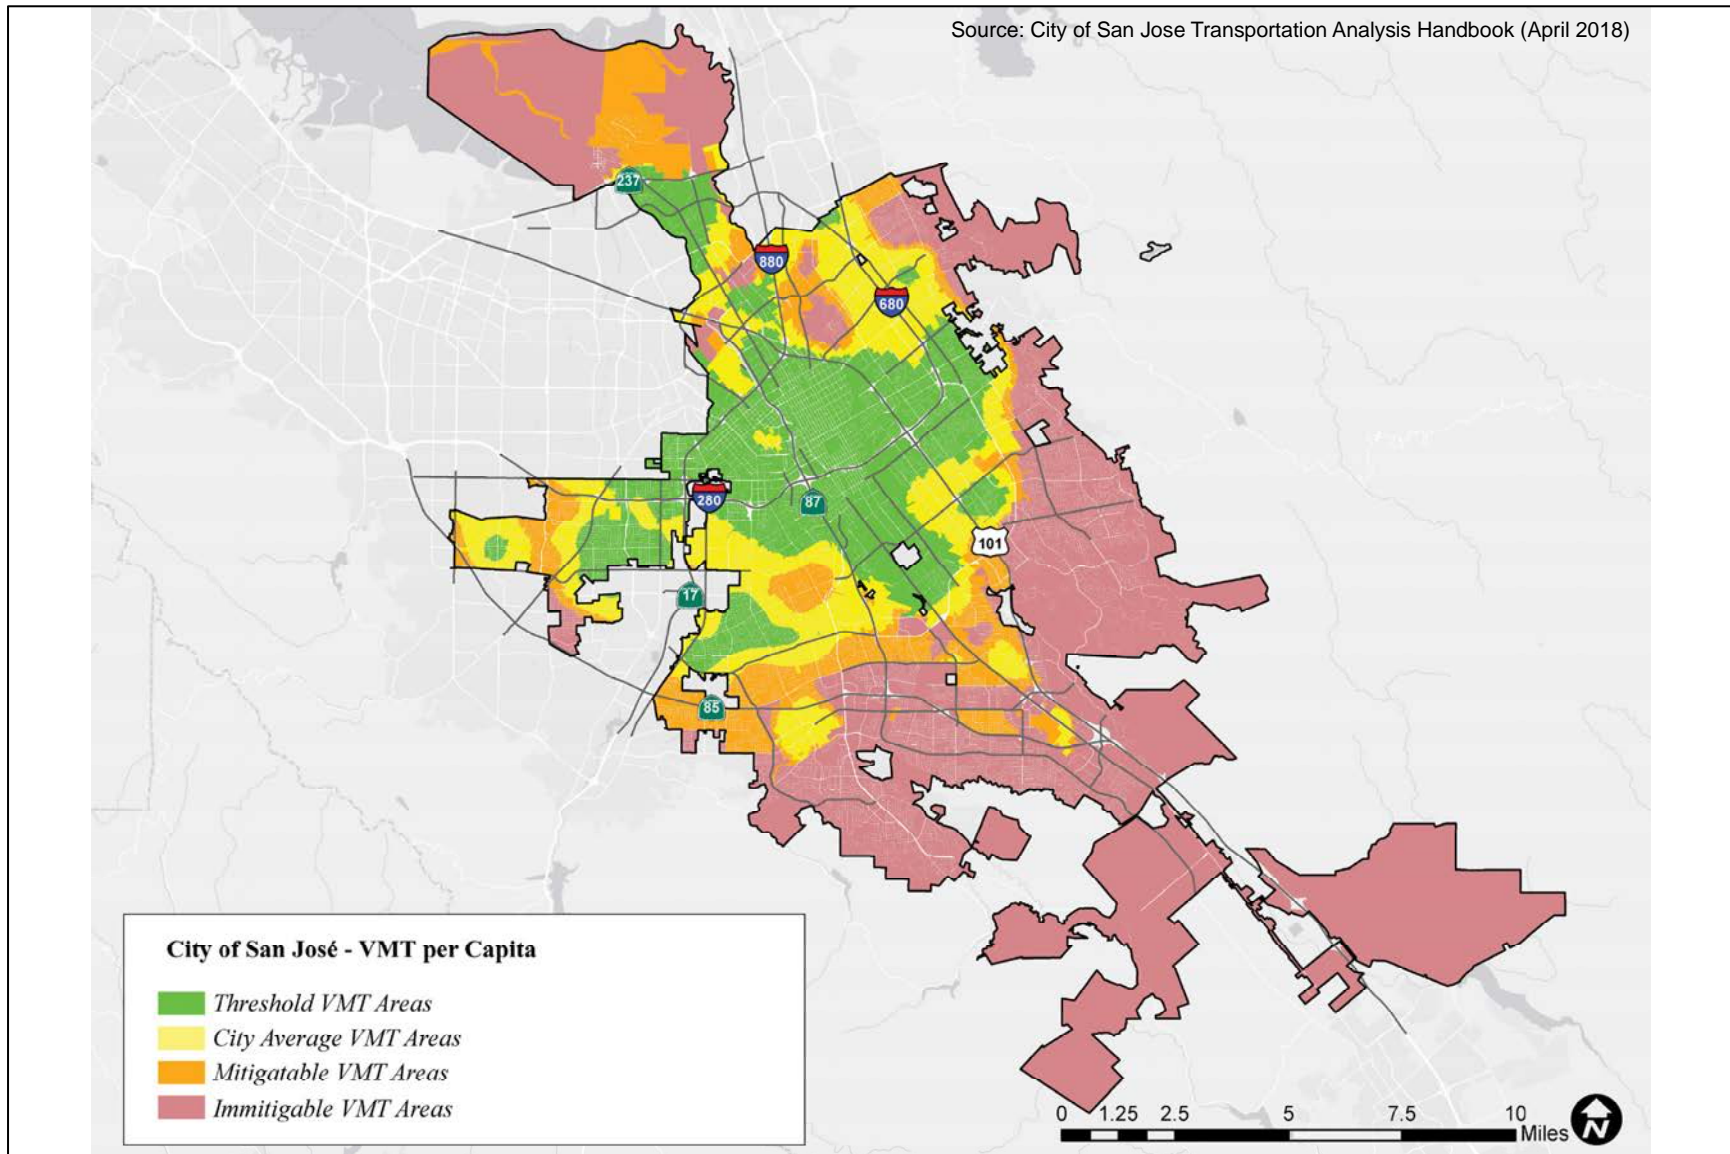 Source: City of San Jose Transportation Analysis Handbook (April 2018)
237
880
680
280
87
101
17
85
City of San José - VMT per Capita
Threshold VMT Areas
City Average VMT Areas
Mitigatable VMT Areas
Immitigable VMT Areas
0 1.25 2.5 5 7.5 10
Miles
N